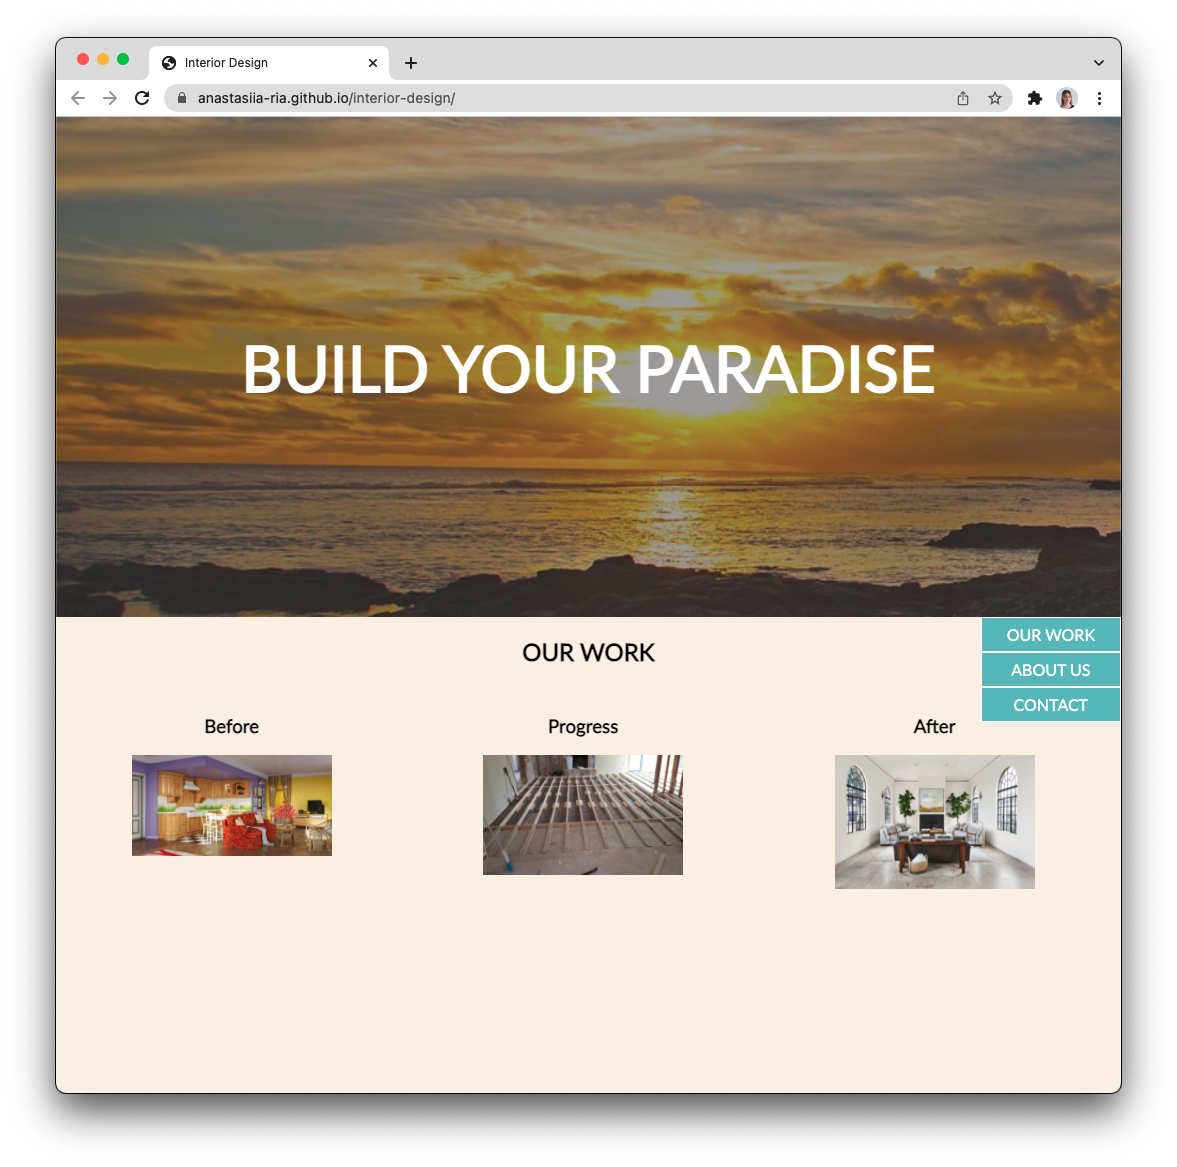 Interior Design
anastasiia-ria.github.io/interior-design/
BUILD YOUR PARADISE
OUR WORK
ABOUT US
CONTACT
OUR WORK
Before
Progress
After